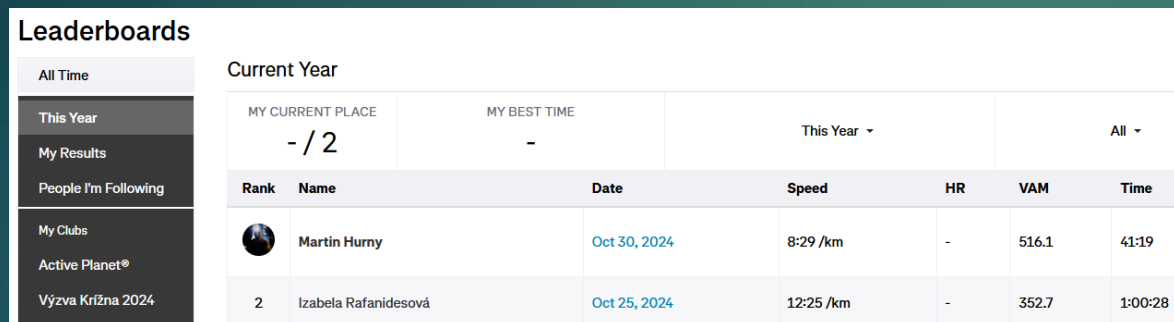 Leaderboards
All Time
This Year
My Results
People I'm Following
My Clubs
Active Planet®
Výzva Krížna 2024
Current Year
MY CURRENT PLACE
- / 2
MY BEST TIME
-
This Year
All
Rank Name Date Speed HR VAM Time
Martin Hurny Oct 30, 2024 8:29 /km - 516.1 41:19
2 Izabela Rafanidesová Oct 25, 2024 12:25 /km - 352.7 1:00:28